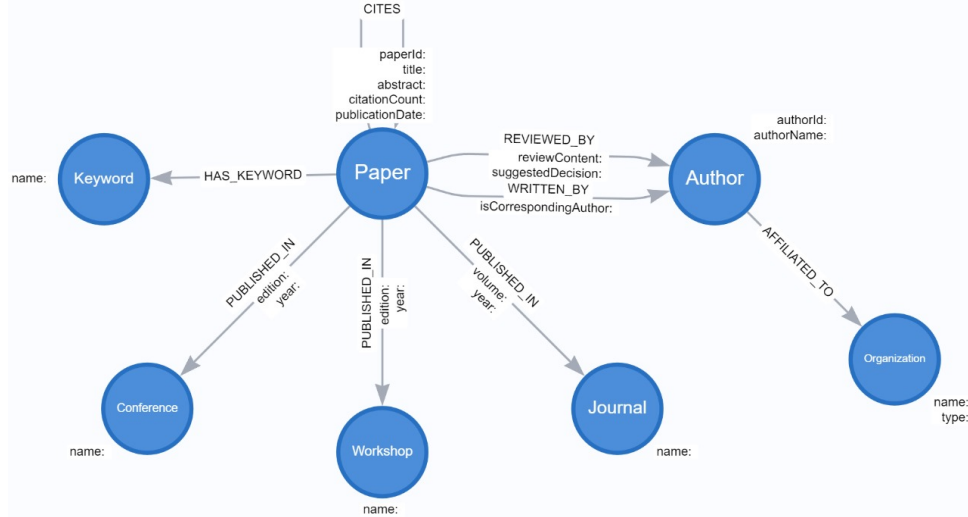 CITES
paperId:
title:
abstract:
citationCount:
publicationDate:
authorId:
authorName:
REVIEWED_BY
reviewContent:
suggestedDecision:
WRITTEN_BY
isCorrespondingAuthor:
name:
Keyword
HAS_KEYWORD
Paper
Author
PUBLISHED_IN
edition:
year:
PUBLISHED_IN
edition:
year:
PUBLISHED_IN
volume:
year:
AFFILIATED_TO
Organization
name:
type:
Conference
name:
Workshop
name:
Journal
name: